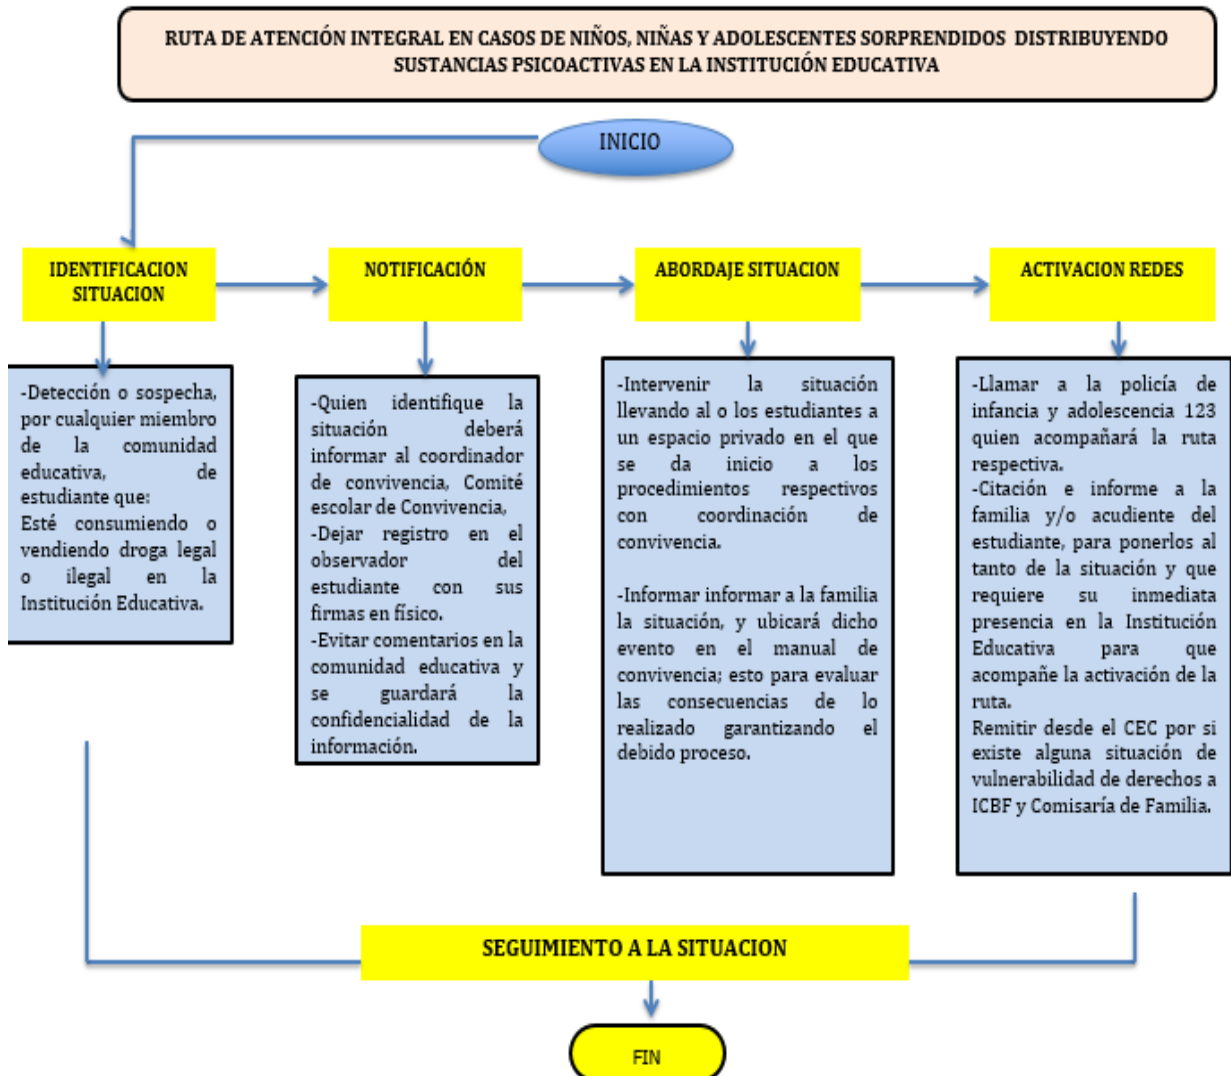 RUTA DE ATENCIÓN INTEGRAL EN CASOS DE NIÑOS, NIÑAS Y ADOLESCENTES SORPRENDIDOS DISTRIBUYENDO
SUSTANCIAS PSICOACTIVAS EN LA INSTITUCIÓN EDUCATIVA
INICIO
IDENTIFICACION
SITUACION
NOTIFICACIÓN
ABORDAJE SITUACION
ACTIVACION REDES
-Detección o sospecha,
por cualquier miembro
de la comunidad
educativa, de
estudiante que:
Esté consumiendo o
vendiendo droga legal
o ilegal en la
Institución Educativa.
-Quien identifique la
situación deberá
informar al coordinador
de convivencia, Comité
escolar de Convivencia,
-Dejar registro en el
observador del
estudiante con sus
firmas en físico.
-Evitar comentarios en la
comunidad educativa y
se guardará la
confidencialidad de la
información.
-Intervenir la situación
llevando al o los estudiantes a
un espacio privado en el que
se da inicio a los
procedimientos respectivos
con coordinación de
convivencia.
-Informar informar a la familia
la situación, y ubicará dicho
evento en el manual de
convivencia; esto para evaluar
las consecuencias de lo
realizado garantizando el
debido proceso.
-Llamar a la policía de
infancia y adolescencia 123
quien acompañará la ruta
respectiva.
-Citación e informe a la
familia y/o acudiente del
estudiante, para ponerlos al
tanto de la situación y que
requiere su inmediata
presencia en la Institución
Educativa para que
acompañe la activación de la
ruta.
Remitir desde el CEC por si
existe alguna situación de
vulnerabilidad de derechos a
ICBF y Comisaría de Familia.
SEGUIMIENTO A LA SITUACION
FIN